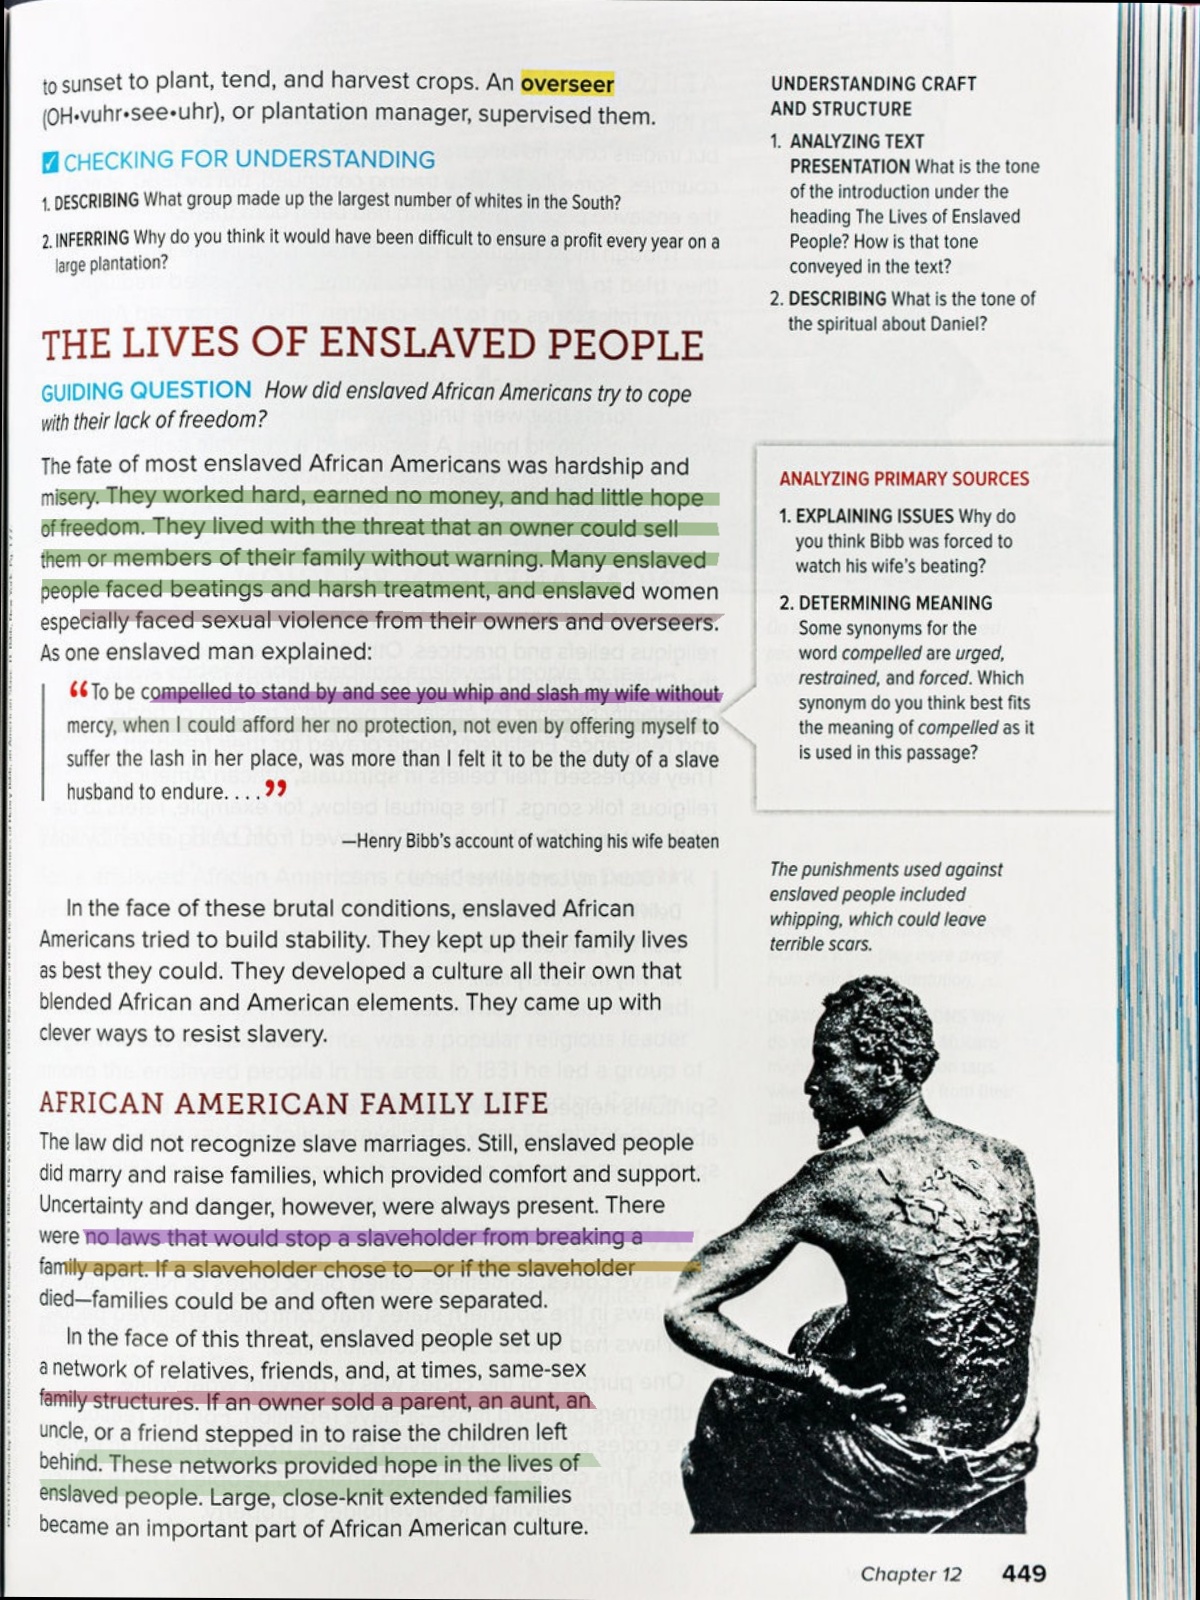 to sunset to plant, tend, and harvest crops. An overseer
(OH•vuhr•see•uhr), or plantation manager, supervised them.
CHECKING FOR UNDERSTANDING
1. DESCRIBING What group made up the largest number of whites in the South?
2. INFERRING Why do you think it would have been difficult to ensure a profit every year on a
large plantation?
THE LIVES OF ENSLAVED PEOPLE
GUIDING QUESTION How did enslaved African Americans try to cope
with their lack of freedom?
The fate of most enslaved African Americans was hardship and
misery. They worked hard, earned no money, and had little hope
of freedom. They lived with the threat that an owner could sell
them or members of their family without warning. Many enslaved
people faced beatings and harsh treatment, and enslaved women
especially faced sexual violence from their owners and overseers.
As one enslaved man explained:
“To be compelled to stand by and see you whip and slash my wife without
mercy, when I could afford her no protection, not even by offering myself to
suffer the lash in her place, was more than I felt it to be the duty of a slave
husband to endure. . . .”
—Henry Bibb's account of watching his wife beaten
In the face of these brutal conditions, enslaved African
Americans tried to build stability. They kept up their family lives
as best they could. They developed a culture all their own that
blended African and American elements. They came up with
clever ways to resist slavery.
AFRICAN AMERICAN FAMILY LIFE
The law did not recognize slave marriages. Still, enslaved people
did marry and raise families, which provided comfort and support.
Uncertainty and danger, however, were always present. There
were no laws that would stop a slaveholder from breaking a
family apart. If a slaveholder chose to—or if the slaveholder
died—families could be and often were separated.
In the face of this threat, enslaved people set up
a network of relatives, friends, and, at times, same-sex
family structures. If an owner sold a parent, an aunt, an
uncle, or a friend stepped in to raise the children left
behind. These networks provided hope in the lives of
enslaved people. Large, close-knit extended families
became an important part of African American culture.
UNDERSTANDING CRAFT
AND STRUCTURE
1. ANALYZING TEXT
PRESENTATION What is the tone
of the introduction under the
heading The Lives of Enslaved
People? How is that tone
conveyed in the text?
2. DESCRIBING What is the tone of
the spiritual about Daniel?
ANALYZING PRIMARY SOURCES
1. EXPLAINING ISSUES Why do
you think Bibb was forced to
watch his wife's beating?
2. DETERMINING MEANING
Some synonyms for the
word compelled are urged,
restrained, and forced. Which
synonym do you think best fits
the meaning of compelled as it
is used in this passage?
The punishments used against
enslaved people included
whipping, which could leave
terrible scars.
Chapter 12 449